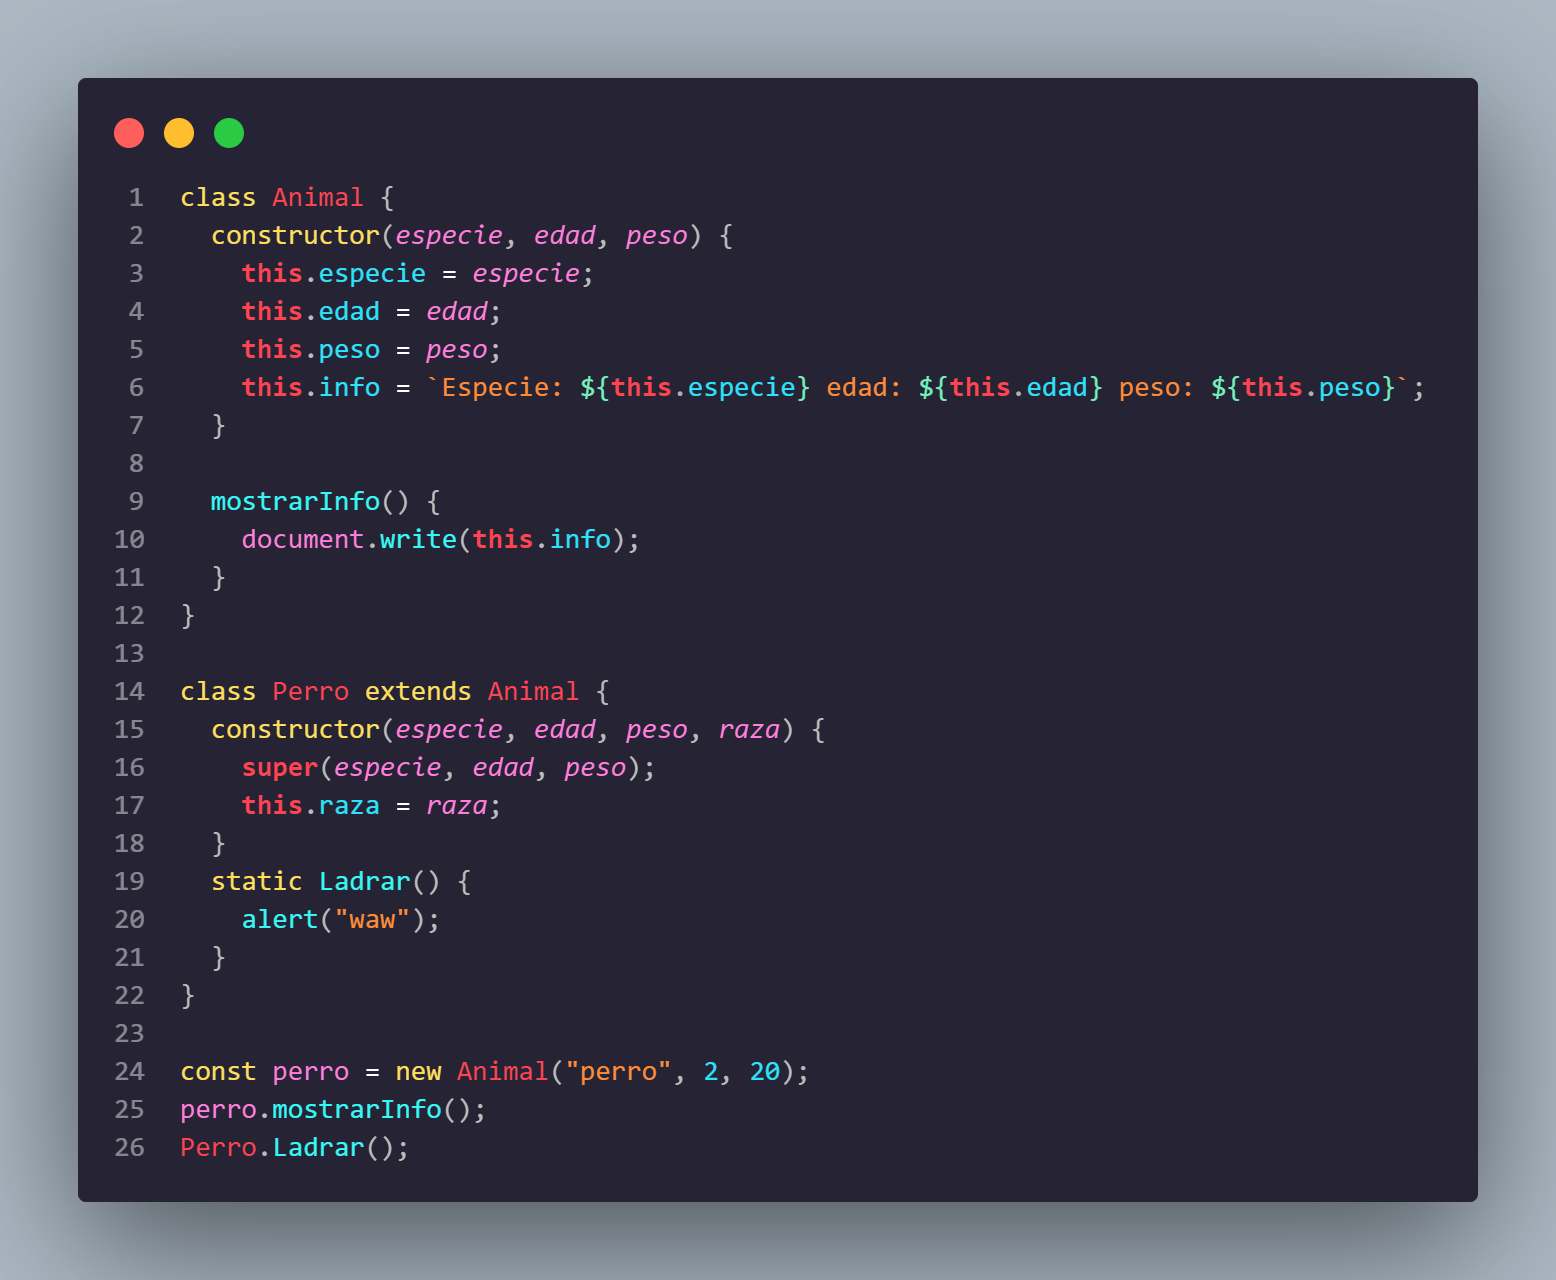 1 class Animal {
2   constructor(especie, edad, peso) {
3     this.especie = especie;
4     this.edad = edad;
5     this.peso = peso;
6     this.info = `Especie: ${this.especie} edad: ${this.edad} peso: ${this.peso}`;
7   }
8
9   mostrarInfo() {
10     document.write(this.info);
11   }
12 }
13
14 class Perro extends Animal {
15   constructor(especie, edad, peso, raza) {
16     super(especie, edad, peso);
17     this.raza = raza;
18   }
19   static Ladrar() {
20     alert("waw");
21   }
22 }
23
24 const perro = new Animal("perro", 2, 20);
25 perro.mostrarInfo();
26 Perro.Ladrar();